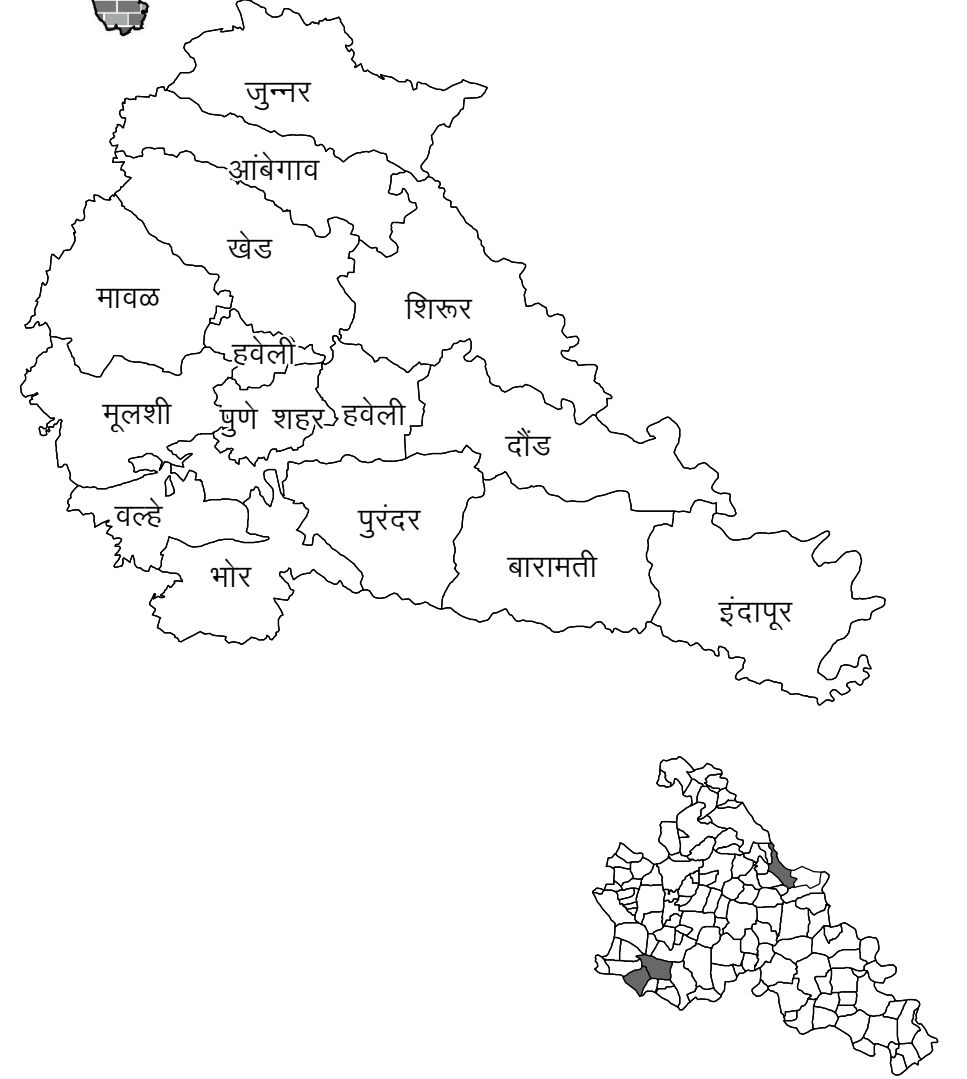 जुन्नर
आंबेगाव
खेड
मावळ
शिरूर
हवेली
मूलशी
पुणे शहर
हवेली
दौंड
वल्हे
पुरंदर
भोर
बारामती
इंदापूर